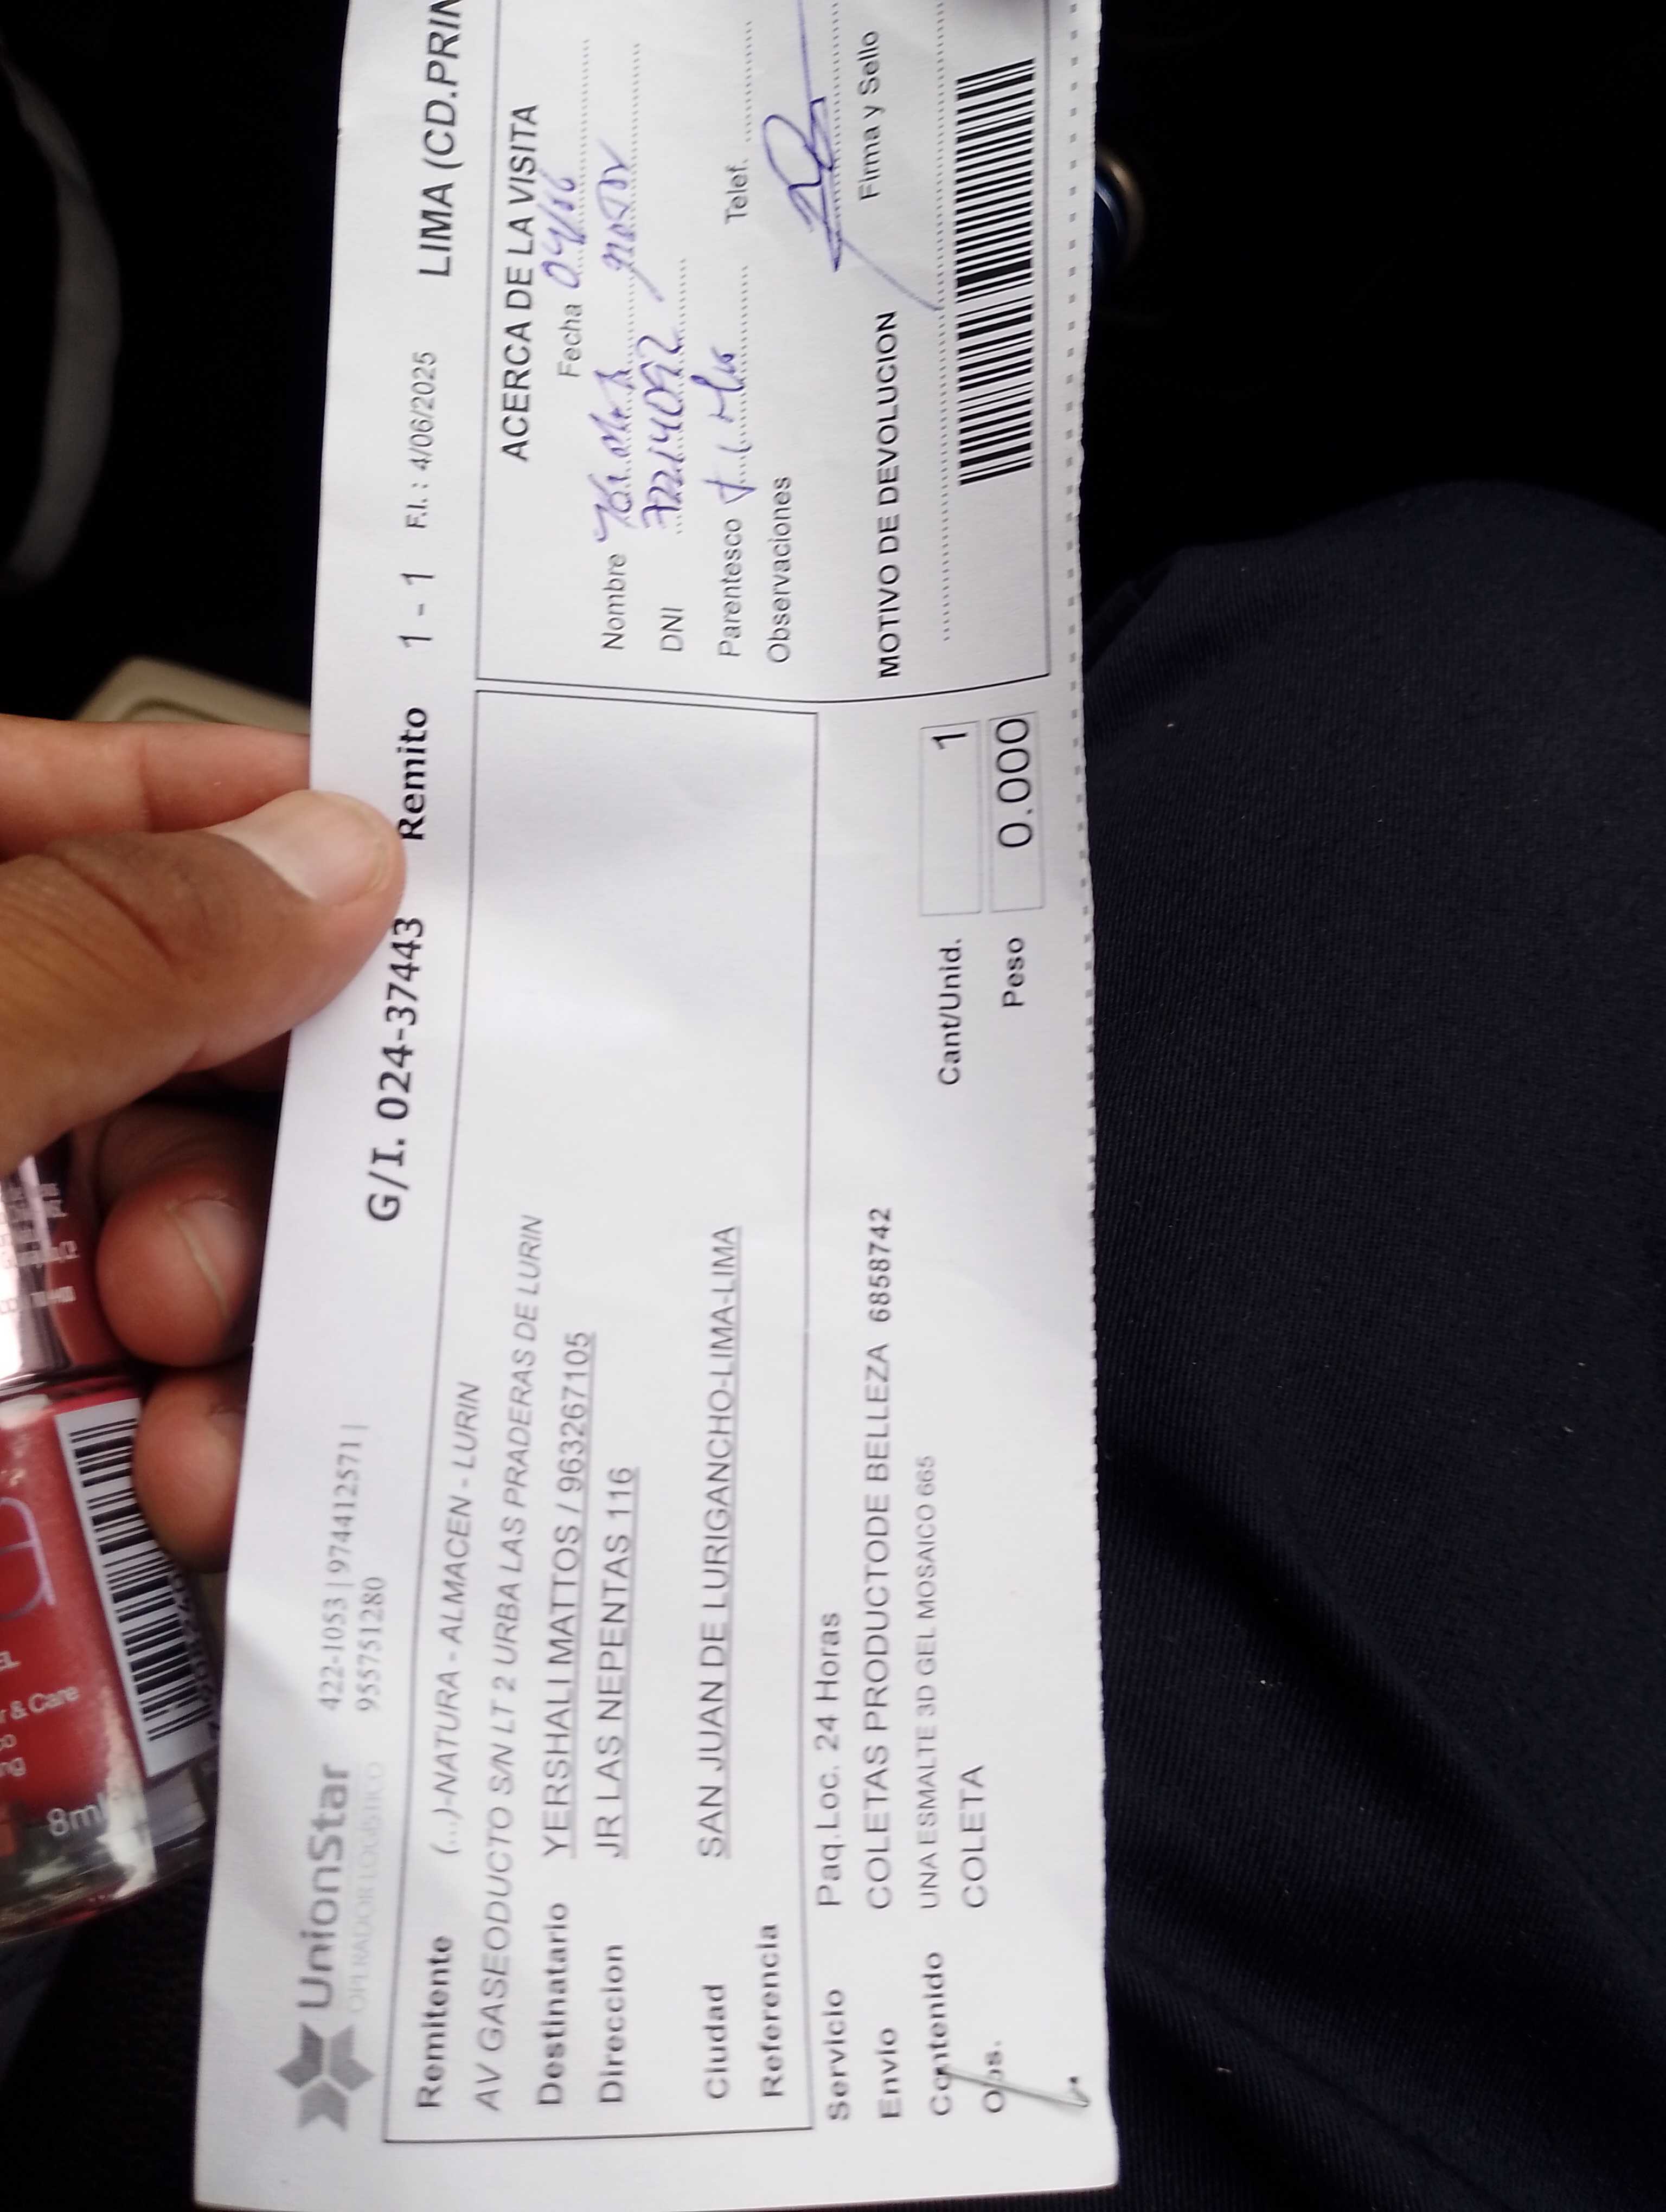 UnionStar
OPERADOR LOGISTICO
422-1053 | 974412571 |
955751280
G/I. 024-37443 Remito 1 - 1 F.I.: 4/06/2025 LIMA (CD.PRIN
Remitente (...)-NATURA - ALMACEN - LURIN
AV GASEODUCTO S/N LT 2 URBA LAS PRADERAS DE LURIN
Destinatario YERSHALI MATTOS / 963267105
Direccion JR LAS NEPENTAS 116
Ciudad SAN JUAN DE LURIGANCHO-LIMA-LIMA
Referencia
Servicio Paq.Loc. 24 Horas
Envio COLETAS PRODUCTODE BELLEZA 6858742
Contenido UNA ESMALTE 3D GEL MOSAICO 665
Obs. COLETA
Cant/Unid. 1
Peso 0.000
ACERCA DE LA VISITA
Fecha 04/06
Nombre
DNI
Parentesco
Telef.
Observaciones
MOTIVO DE DEVOLUCION
Firma y Sello
r & Care
8ml